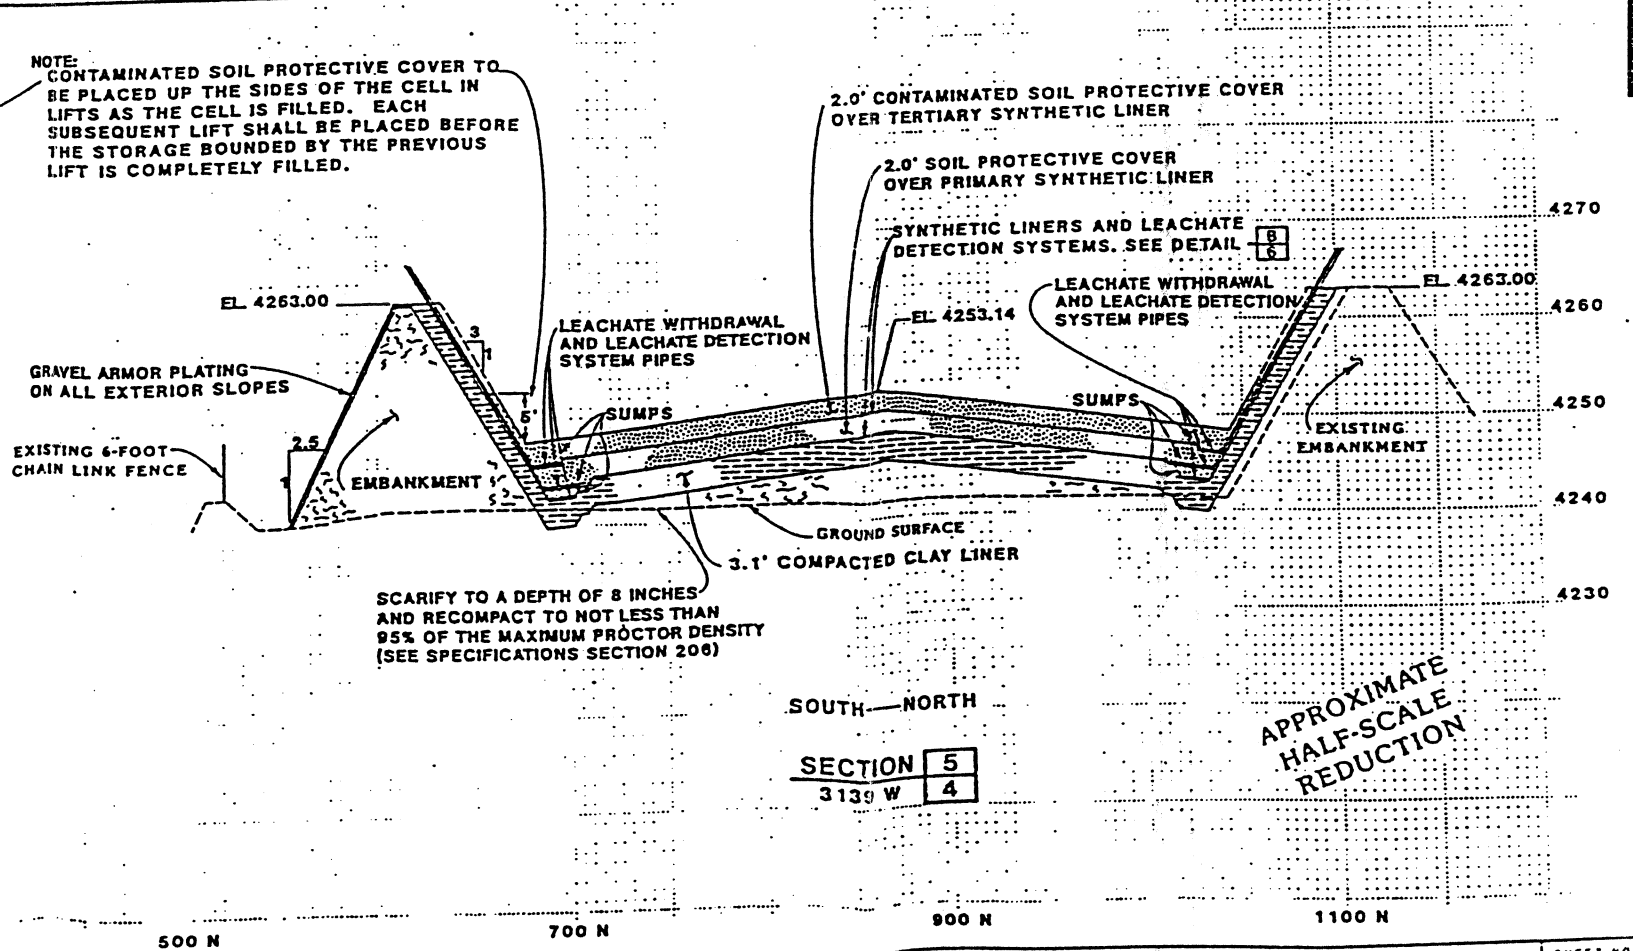 NOTE:
CONTAMINATED SOIL PROTECTIVE COVER TO
BE PLACED UP THE SIDES OF THE CELL IN
LIFTS AS THE CELL IS FILLED. EACH
SUBSEQUENT LIFT SHALL BE PLACED BEFORE
THE STORAGE BOUNDED BY THE PREVIOUS
LIFT IS COMPLETELY FILLED.
2.0' CONTAMINATED SOIL PROTECTIVE COVER
OVER TERTIARY SYNTHETIC LINER
2.0' SOIL PROTECTIVE COVER
OVER PRIMARY SYNTHETIC LINER
SYNTHETIC LINERS AND LEACHATE
DETECTION SYSTEMS. SEE DETAIL
6
4270
LEACHATE WITHDRAWAL
AND LEACHATE DETECTION
SYSTEM PIPES
EL 4263.00
4260
EL 4263.00
EL 4253.14
LEACHATE WITHDRAWAL
AND LEACHATE DETECTION
SYSTEM PIPES
3
1
GRAVEL ARMOR PLATING
ON ALL EXTERIOR SLOPES
5'
SUMPS
SUMPS
4250
EXISTING
EMBANKMENT
2.5
1
EXISTING 6-FOOT
CHAIN LINK FENCE
EMBANKMENT
4240
GROUND SURFACE
3.1' COMPACTED CLAY LINER
4230
SCARIFY TO A DEPTH OF 8 INCHES
AND RECOMPACT TO NOT LESS THAN
95% OF THE MAXIMUM PROCTOR DENSITY
(SEE SPECIFICATIONS SECTION 206)
SOUTH — NORTH
SECTION 5
3139 W 4
APPROXIMATE
HALF-SCALE
REDUCTION
500 N
700 N
900 N
1100 N